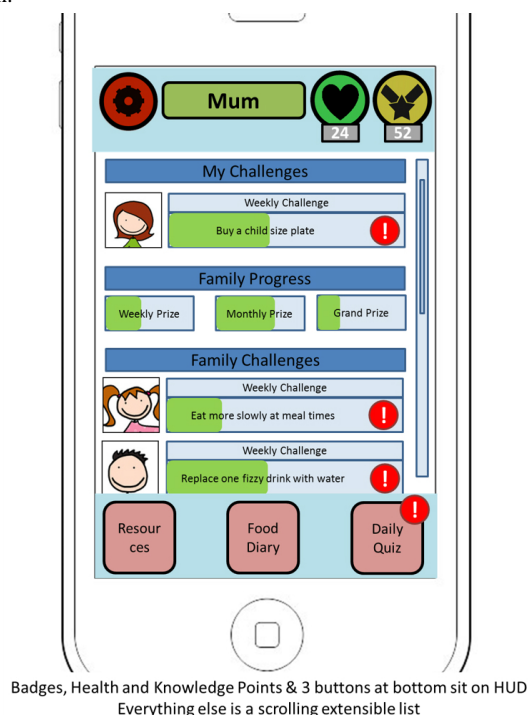 Mum
24
52
My Challenges
Weekly Challenge
Buy a child size plate
!
Family Progress
Weekly Prize
Monthly Prize
Grand Prize
Family Challenges
Weekly Challenge
Eat more slowly at meal times
!
Weekly Challenge
Replace one fizzy drink with water
!
Resour
ces
Food
Diary
Daily
Quiz
!
Badges, Health and Knowledge Points & 3 buttons at bottom sit on HUD
Everything else is a scrolling extensible list